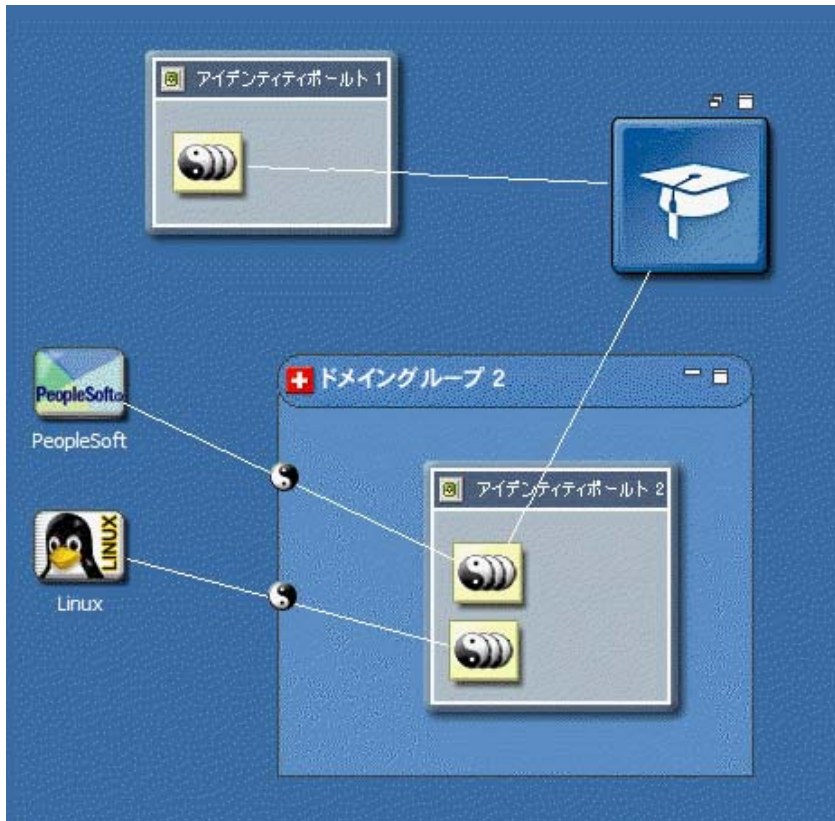 アイデンティティボールト 1
PeopleSoft
PeopleSoft
LINUX
Linux
ドメイングループ 2
アイデンティティボールト 2